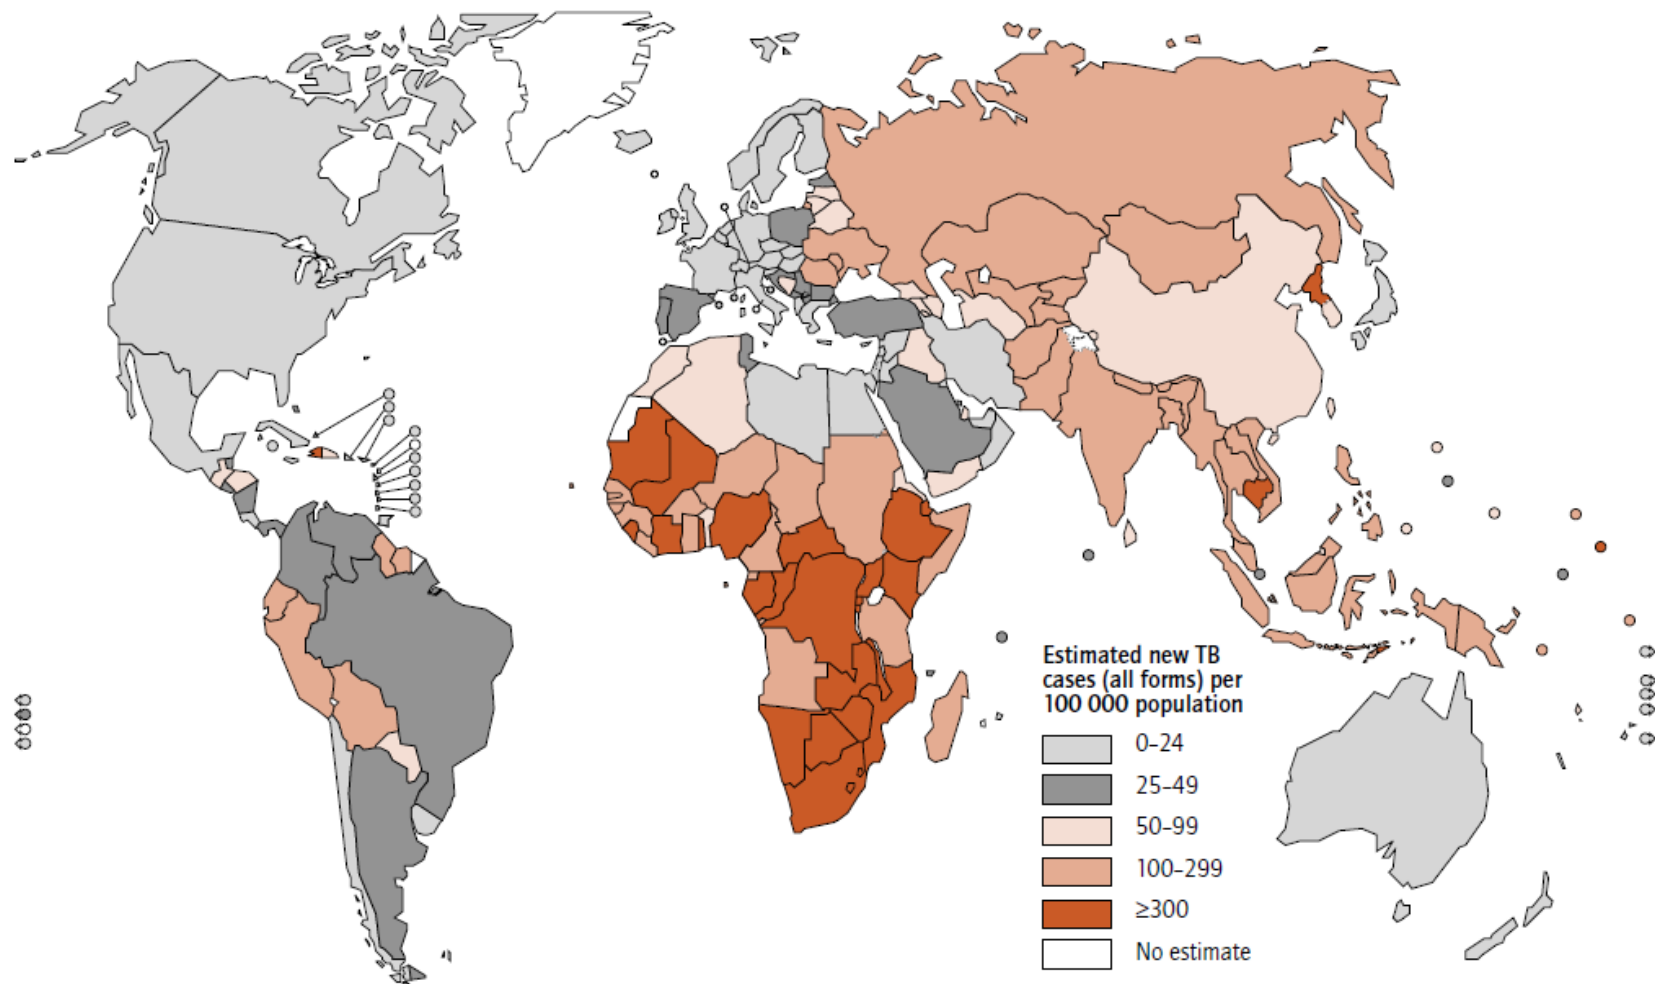 Estimated new TB
cases (all forms) per
100 000 population
0–24
25–49
50–99
100–299
≥300
No estimate